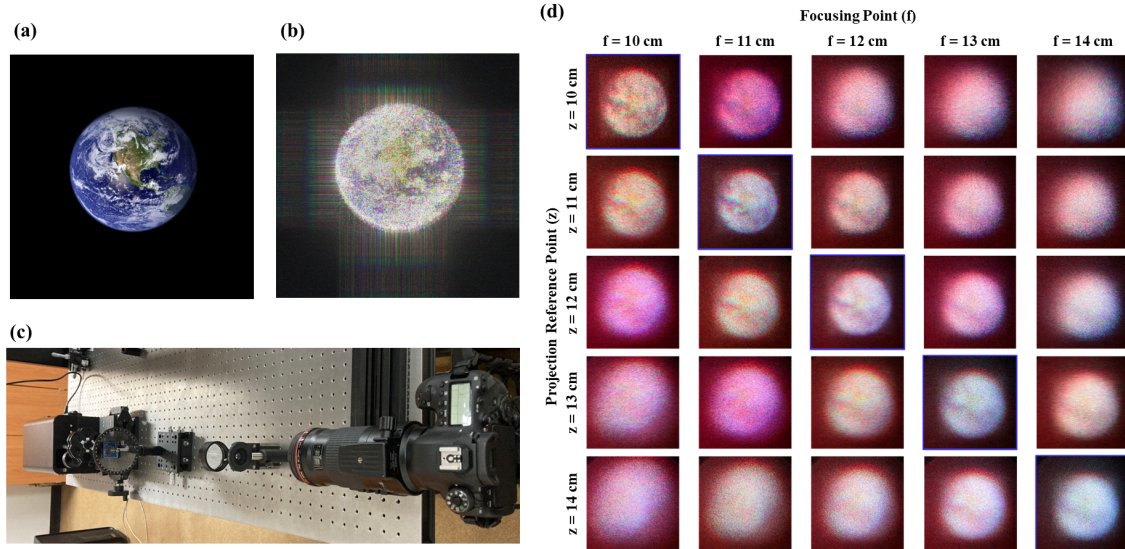 (a)
(b)
(c)
(d)
Focusing Point (f)
f = 10 cm
f = 11 cm
f = 12 cm
f = 13 cm
f = 14 cm
Projection Reference Point (z)
z = 10 cm
z = 11 cm
z = 12 cm
z = 13 cm
z = 14 cm